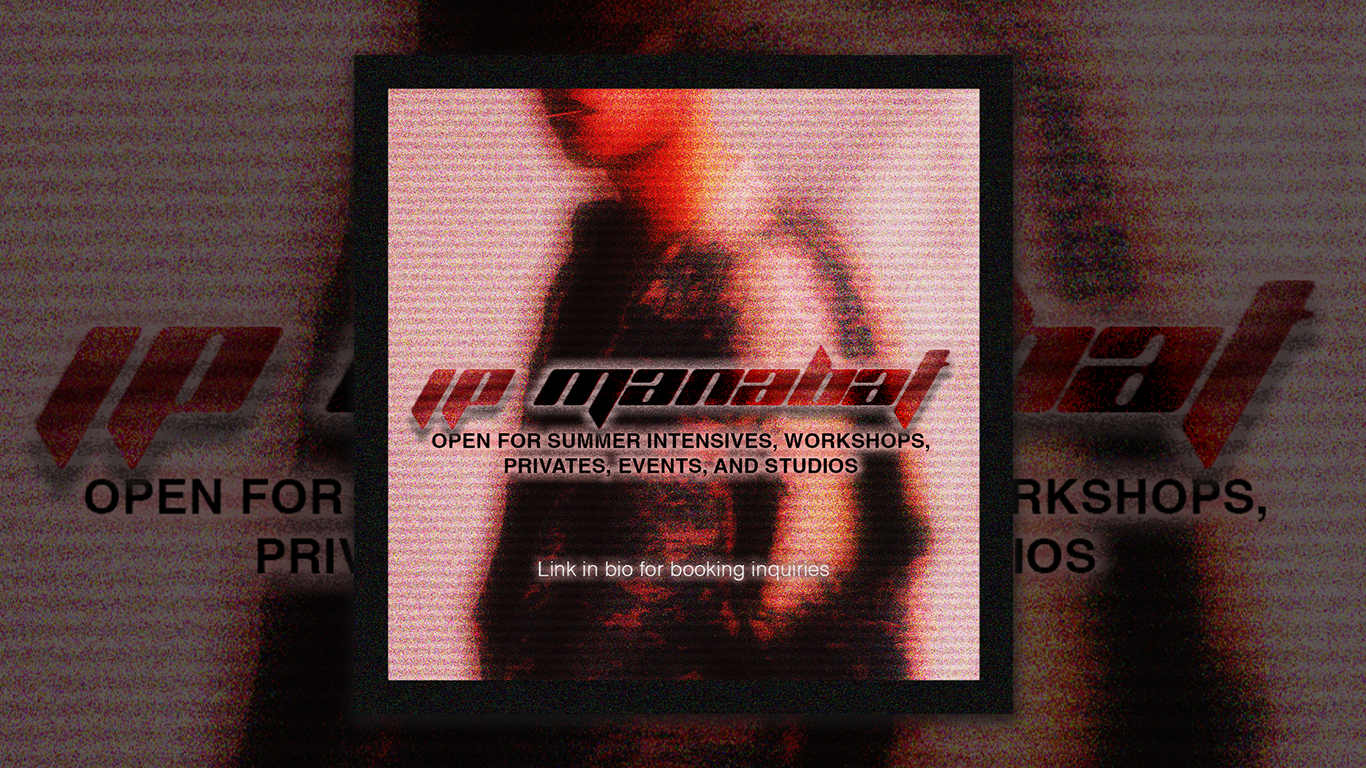 jp manabat
OPEN FOR SUMMER INTENSIVES, WORKSHOPS,
PRIVATES, EVENTS, AND STUDIOS
Link in bio for booking inquiries